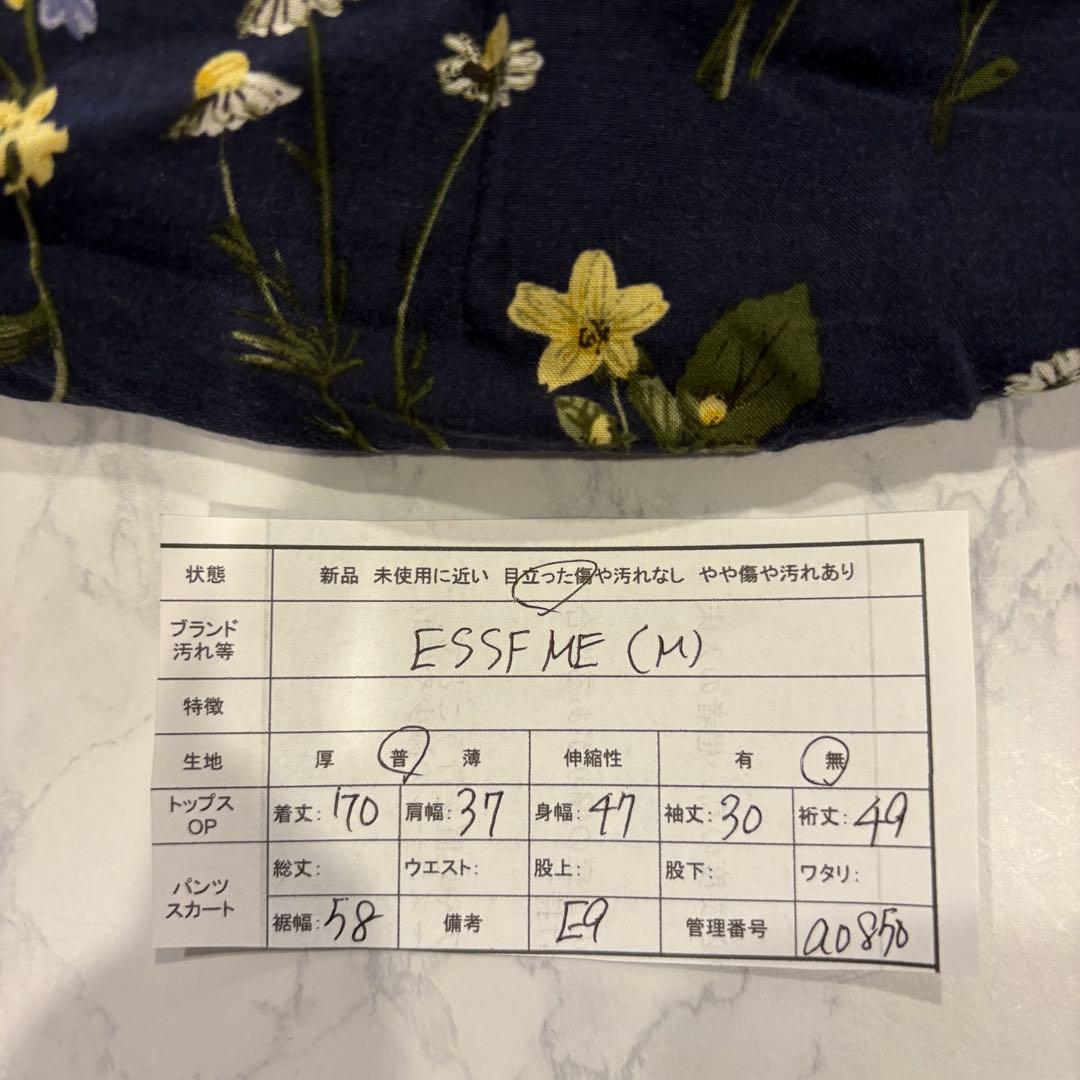 状態 新品 未使用に近い 目立った傷や汚れなし やや傷や汚れあり
ブランド
汚れ等
ESSFME (M)
特徴
生地 厚 普 薄 伸縮性 有 無
トップス
OP
着丈: 170 肩幅: 37 身幅: 47 袖丈: 30 裄丈: 49
パンツ
スカート
総丈: ウエスト: 股上: 股下: ワタリ:
裾幅: 58 備考 E9 管理番号 a0850